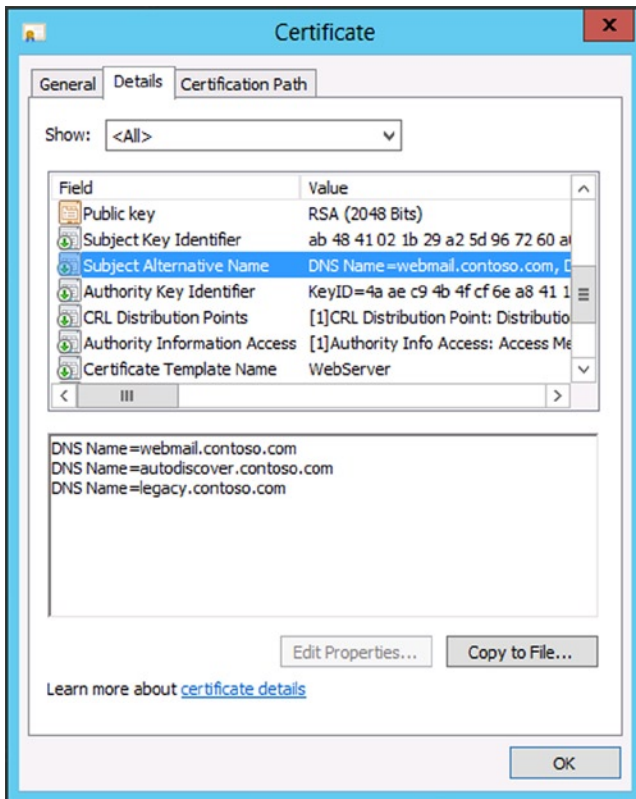 Certificate
x
General Details Certification Path
Show: <All>
Field Value
Public key RSA (2048 Bits)
Subject Key Identifier ab 48 41 02 1b 29 a2 5d 96 72 60
Subject Alternative Name DNS Name=webmail.contoso.com,
Authority Key Identifier KeyID=4a ae c9 4b 4f cf 6e a8 41 1
CRL Distribution Points [1]CRL Distribution Point: Distributio
Authority Information Access [1]Authority Info Access: Access Me
Certificate Template Name WebServer
DNS Name=webmail.contoso.com
DNS Name=autodiscover.contoso.com
DNS Name=legacy.contoso.com
Edit Properties... Copy to File...
Learn more about certificate details
OK